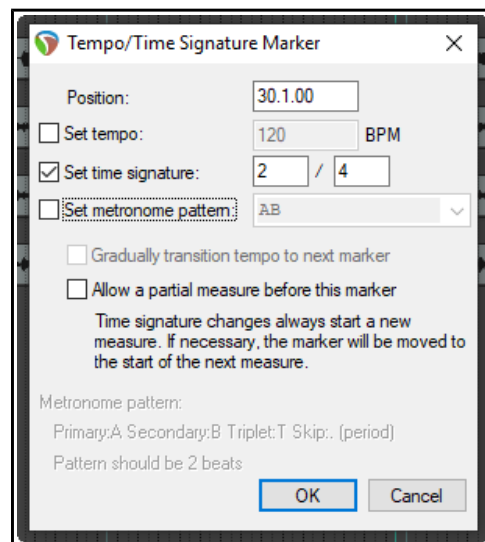 Tempo/Time Signature Marker
Position: 30.1.00
Set tempo: 120 BPM
Set time signature: 2 / 4
Set metronome pattern: AB
Gradually transition tempo to next marker
Allow a partial measure before this marker
Time signature changes always start a new
measure. If necessary, the marker will be moved to
the start of the next measure.
Metronome pattern:
Primary:A Secondary:B Triplet:T Skip:. (period)
Pattern should be 2 beats
OK Cancel